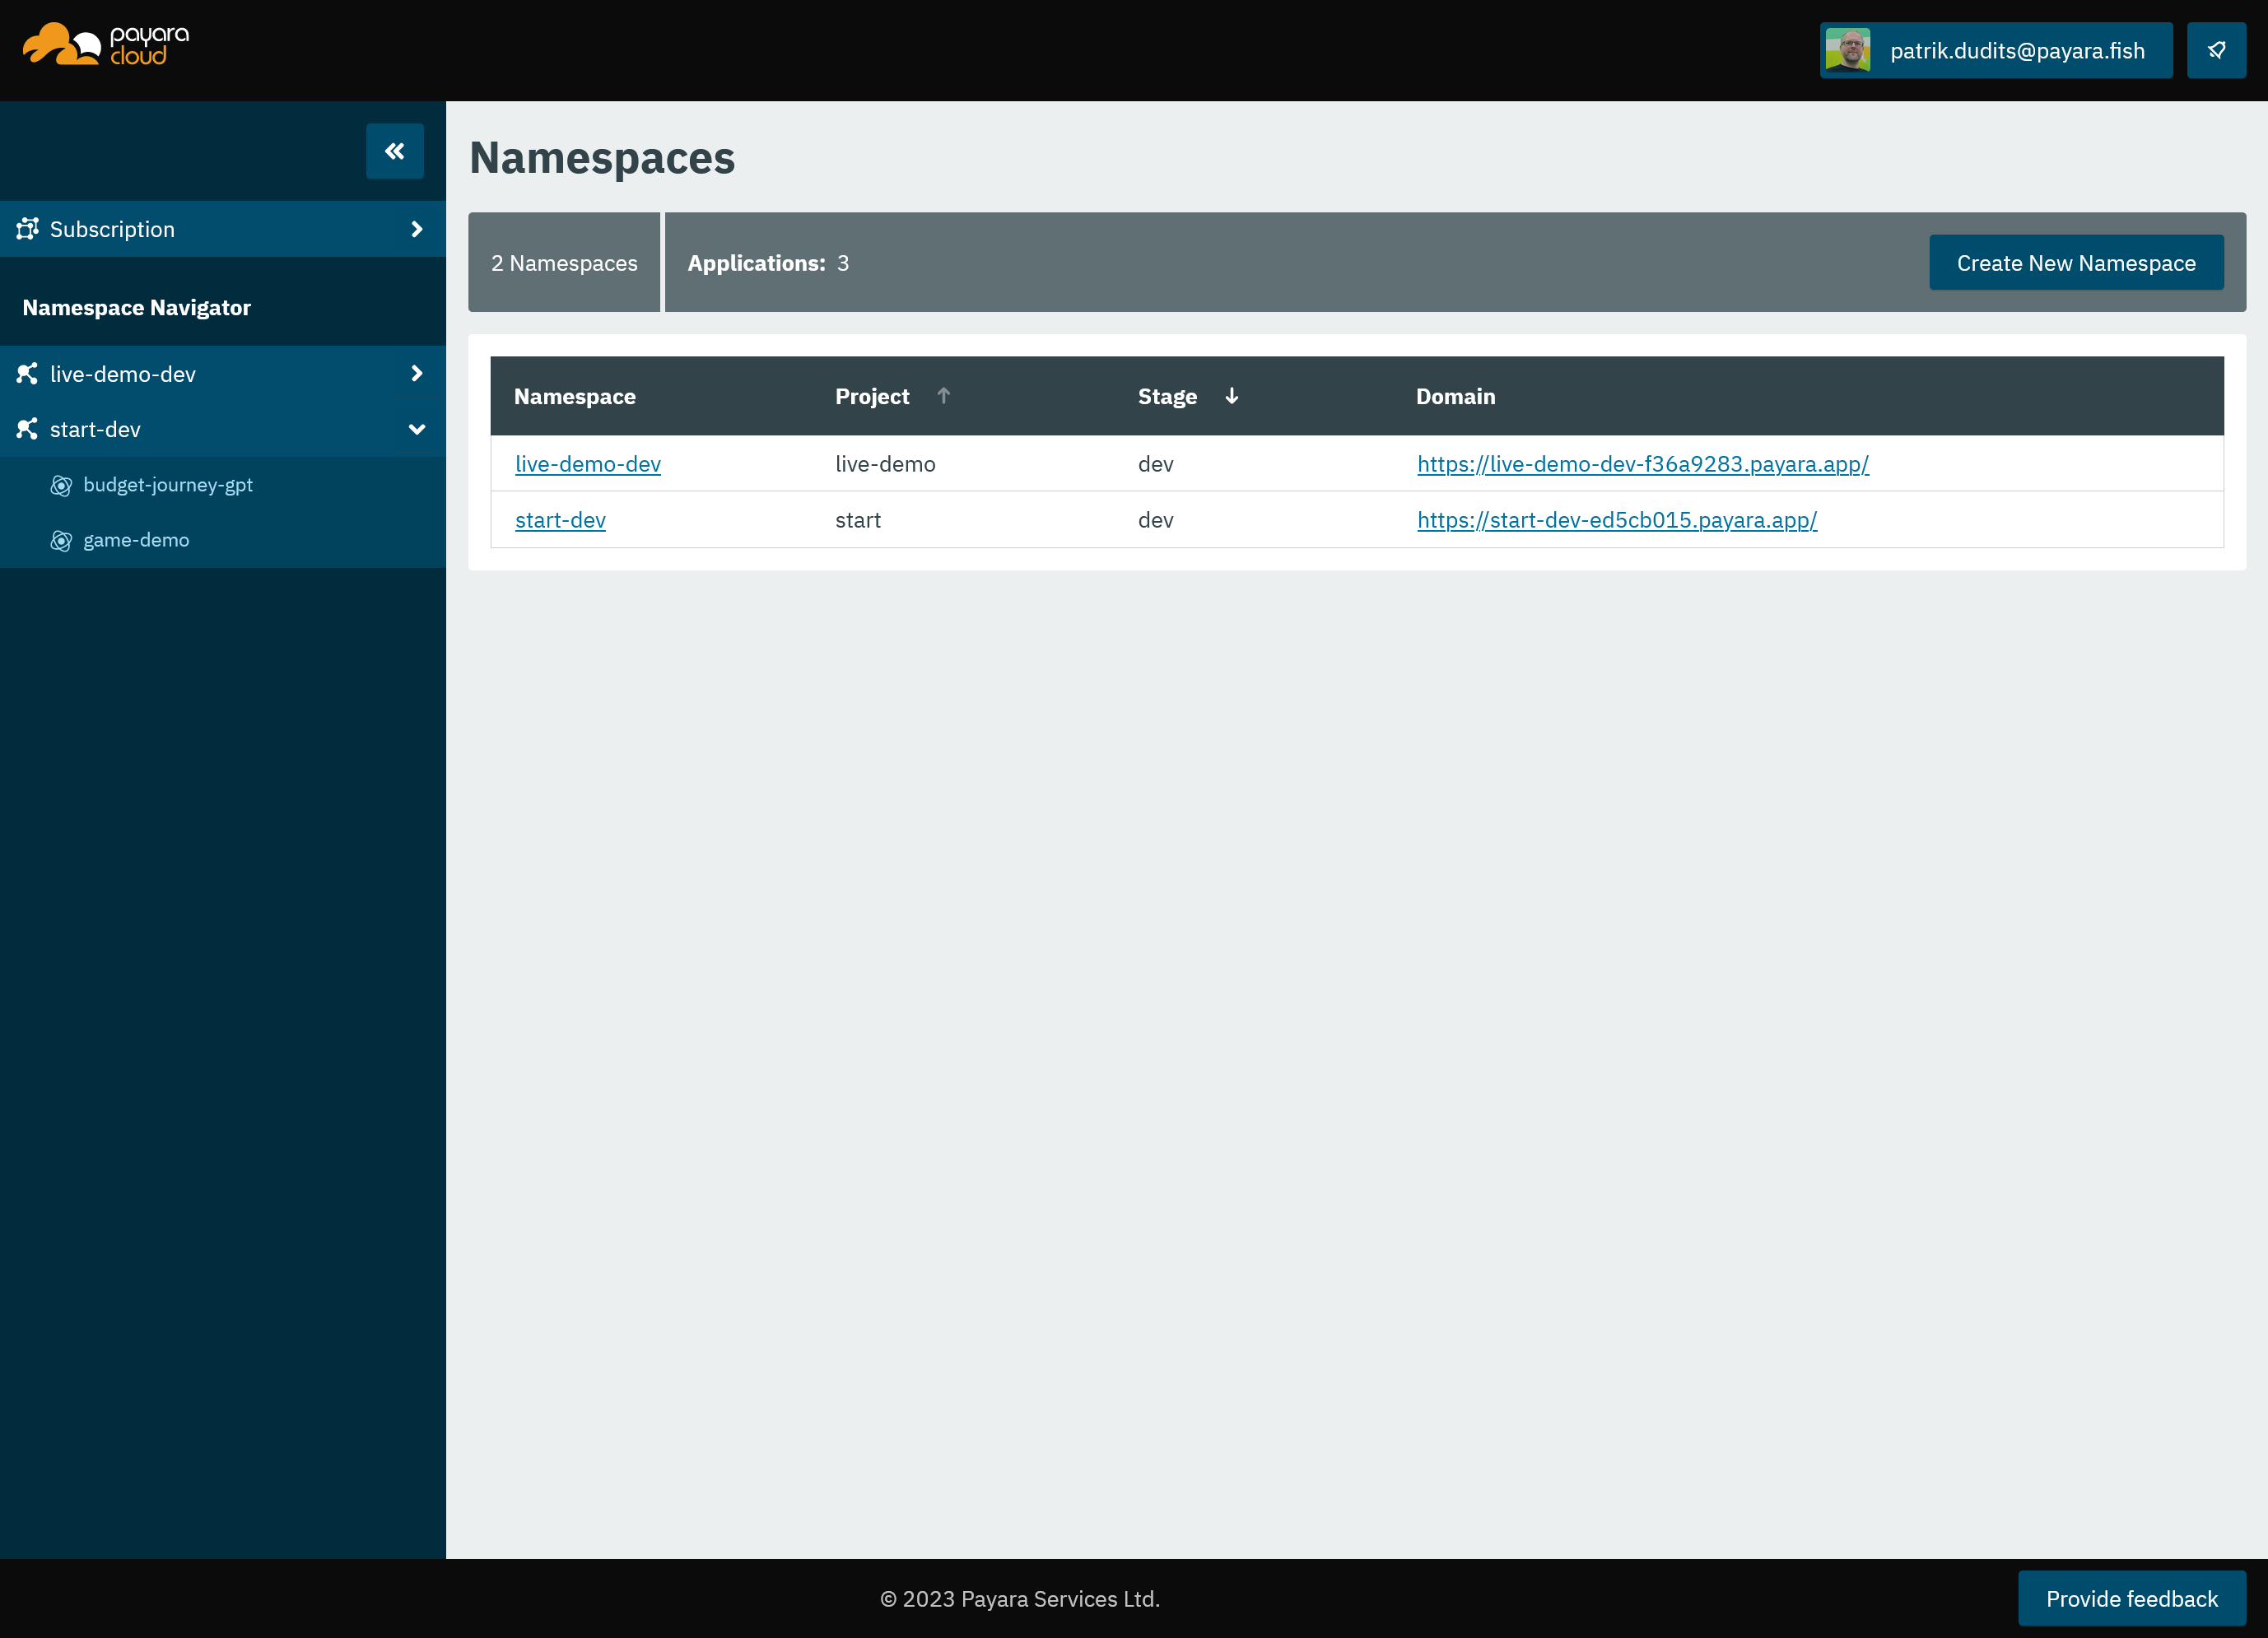 payara
cloud
patrik.dudits@payara.fish
Subscription
Namespace Navigator
live-demo-dev
start-dev
budget-journey-gpt
game-demo
Namespaces
2 Namespaces
Applications: 3
Create New Namespace
Namespace Project Stage Domain
live-demo-dev live-demo dev https://live-demo-dev-f36a9283.payara.app/
start-dev start dev https://start-dev-ed5cb015.payara.app/
© 2023 Payara Services Ltd.
Provide feedback